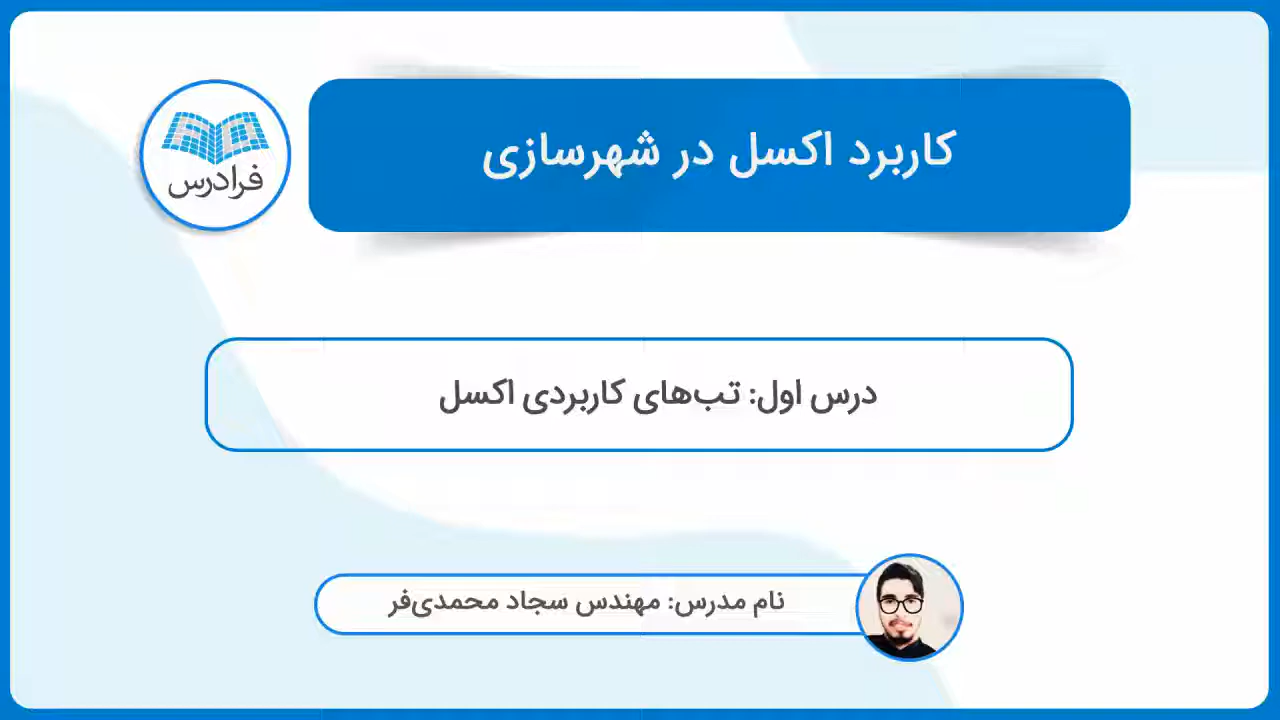 کاربرد اکسل در شهرسازی
فرادرس
درس اول: تب‌های کاربردی اکسل
نام مدرس: مهندس سجاد محمدی‌فر